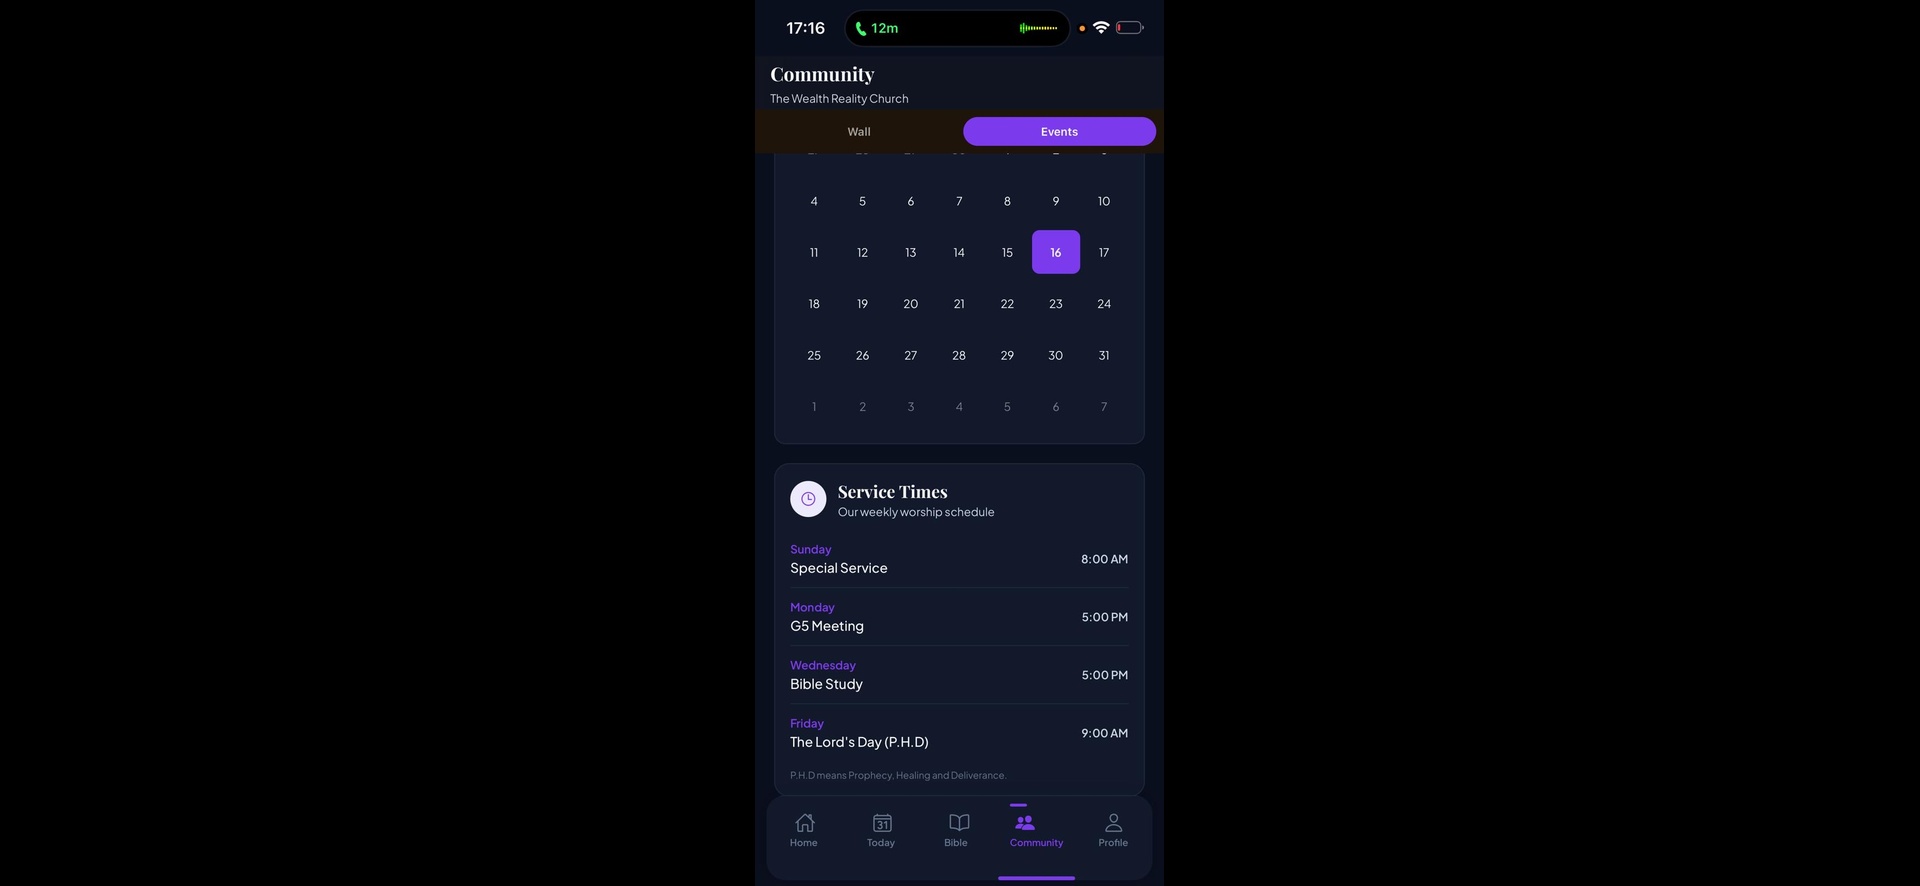 17:16 12m
Community
The Wealth Reality Church
Wall Events
4 5 6 7 8 9 10
11 12 13 14 15 16 17
18 19 20 21 22 23 24
25 26 27 28 29 30 31
1 2 3 4 5 6 7
Service Times
Our weekly worship schedule
Sunday
Special Service 8:00 AM
Monday
G5 Meeting 5:00 PM
Wednesday
Bible Study 5:00 PM
Friday
The Lord's Day (P.H.D) 9:00 AM
P.H.D means Prophecy, Healing and Deliverance.
31
Home Today Bible Community Profile